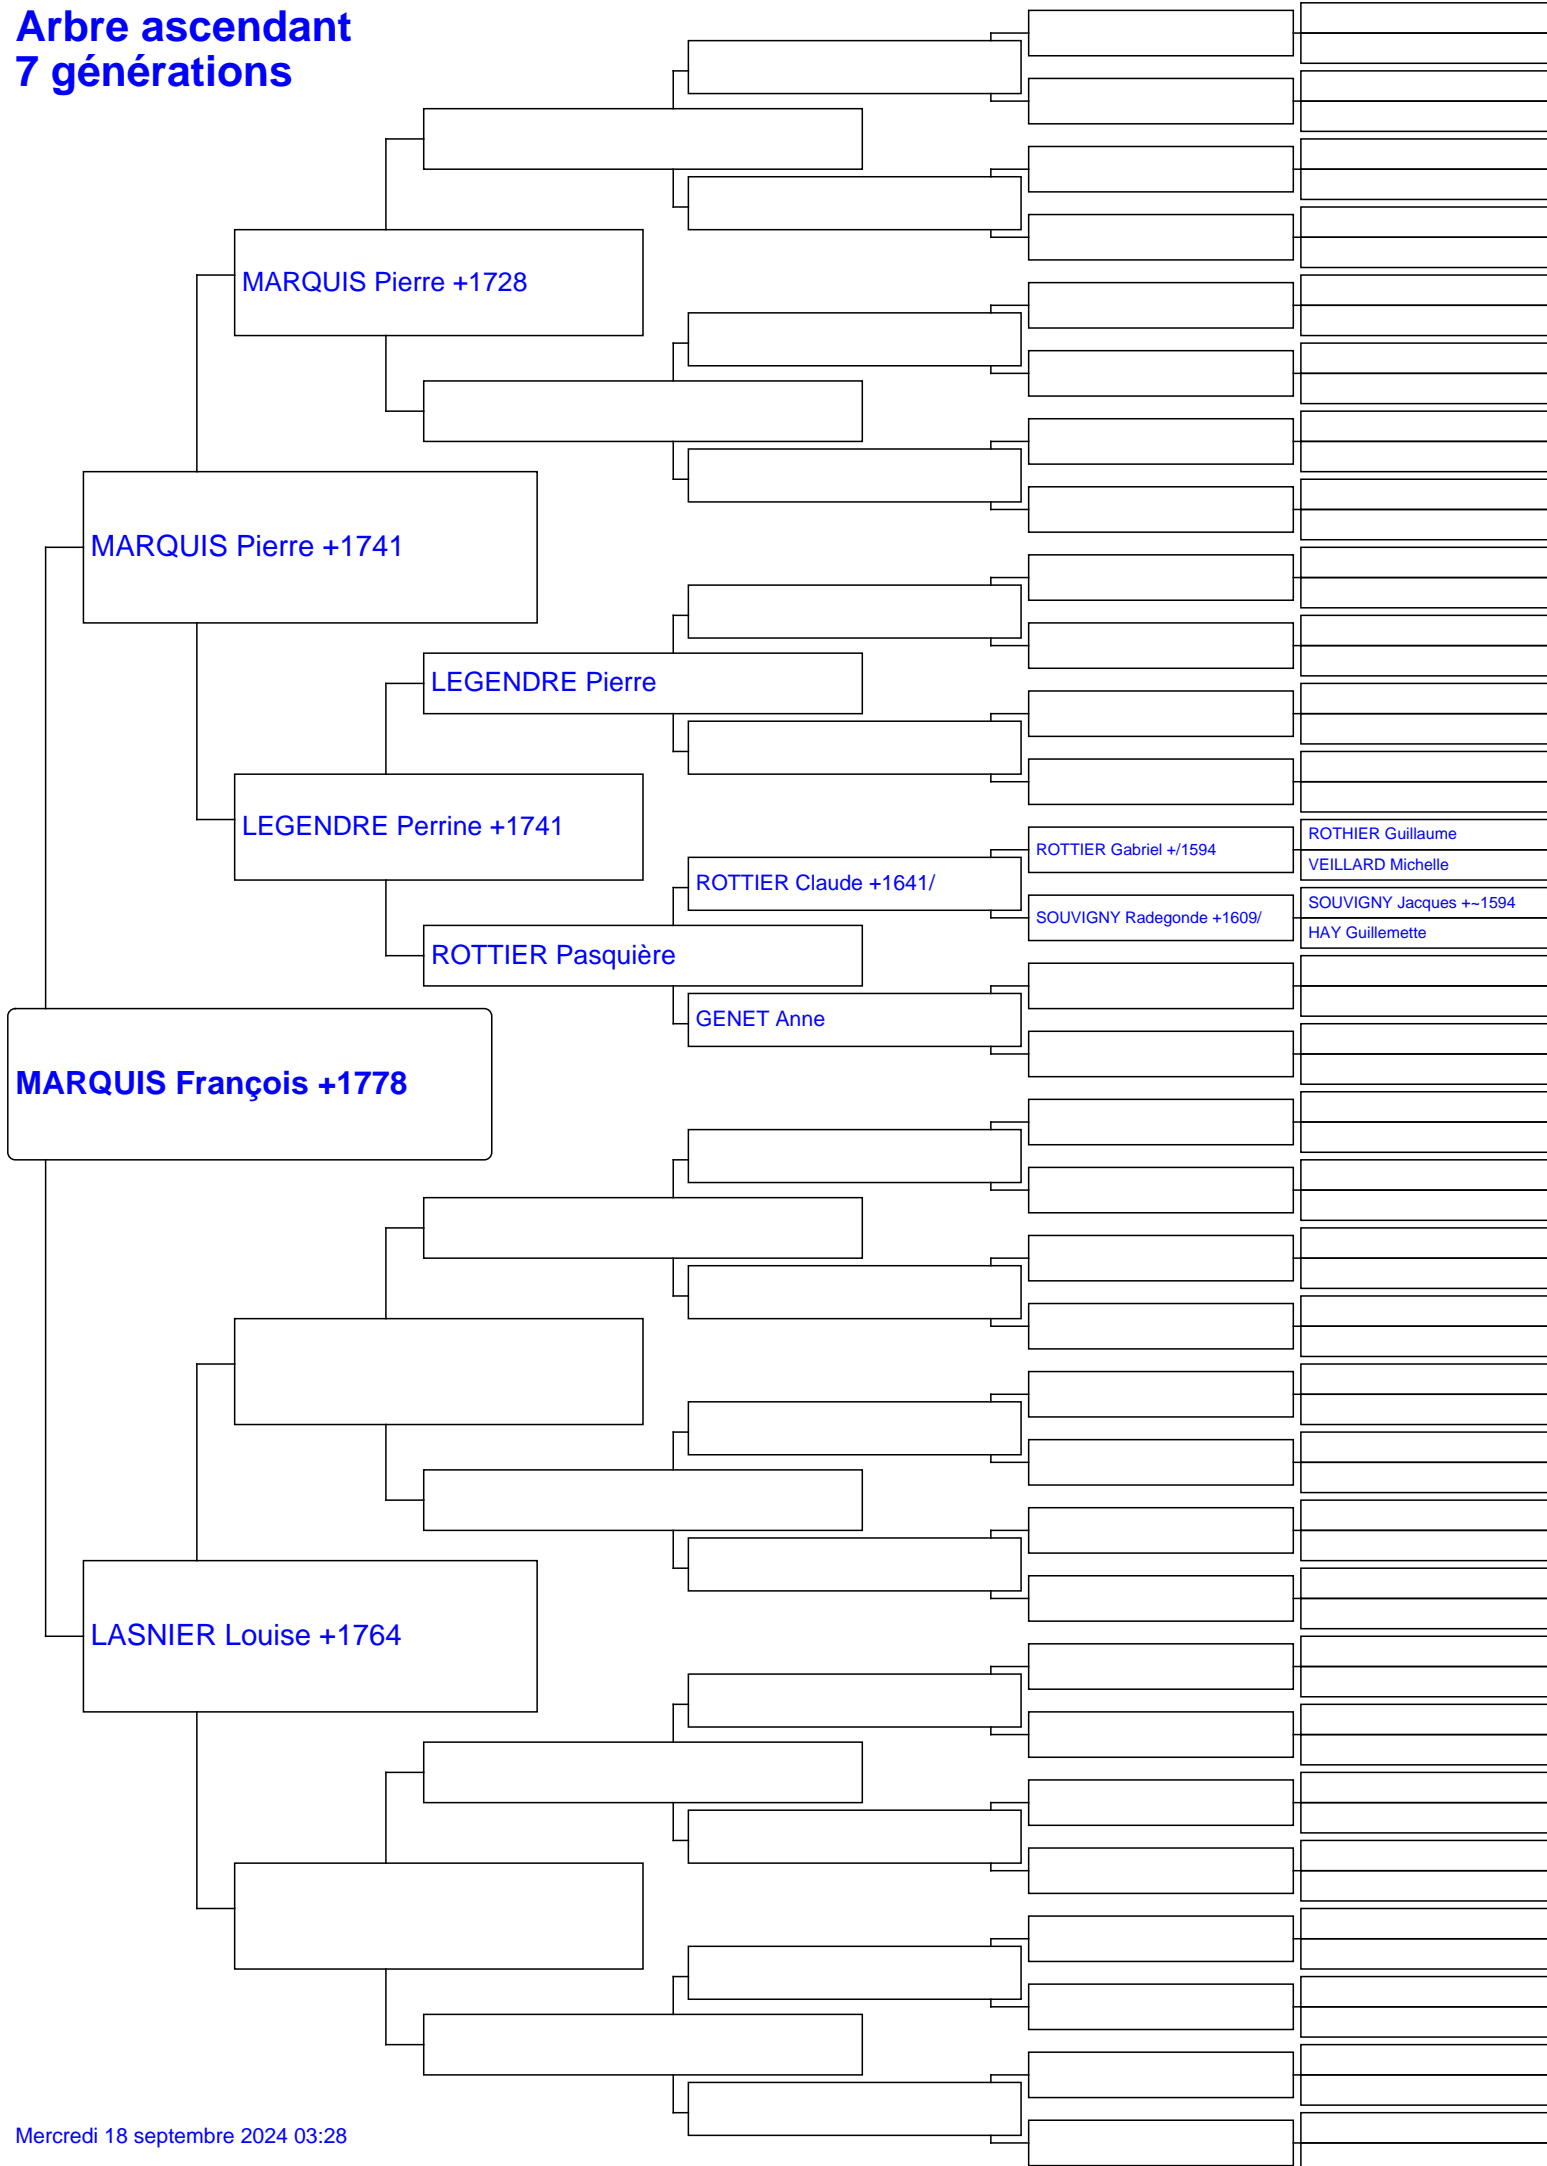 Arbre ascendant
7 générations
MARQUIS Pierre +1728
MARQUIS Pierre +1741
LEGENDRE Pierre
LEGENDRE Perrine +1741
ROTTIER Gabriel +/1594
ROTHIER Guillaume
VEILLARD Michelle
ROTTIER Claude +1641/
SOUVIGNY Radegonde +1609/
SOUVIGNY Jacques +~1594
HAY Guillemette
ROTTIER Pasquière
GENET Anne
MARQUIS François +1778
LASNIER Louise +1764
Mercredi 18 septembre 2024 03:28